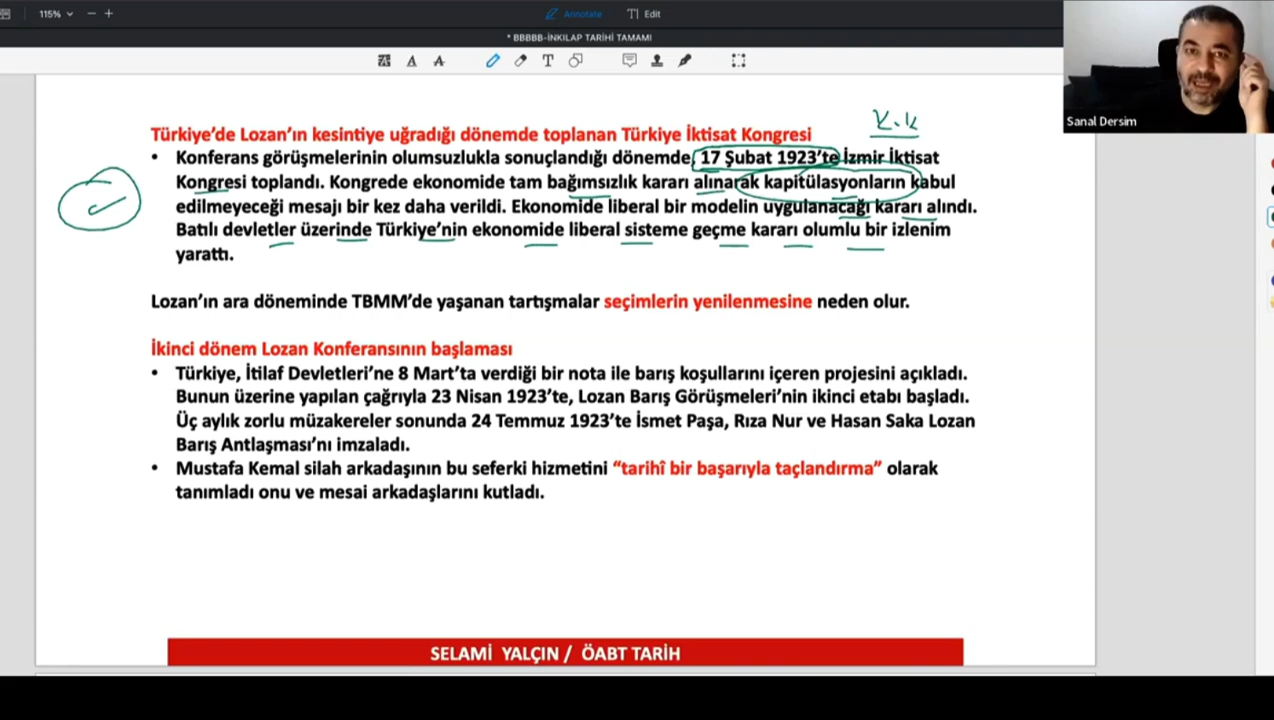 115%
Annotate
Edit
* BBBBB-İNKILAP TARİHİ TAMAMI
Sanal Dersim
K.K
Türkiye’de Lozan’ın kesintiye uğradığı dönemde toplanan Türkiye İktisat Kongresi
• Konferans görüşmelerinin olumsuzlukla sonuçlandığı dönemde, 17 Şubat 1923’te İzmir İktisat
Kongresi toplandı. Kongrede ekonomide tam bağımsızlık kararı alınarak kapitülasyonların kabul
edilmeyeceği mesajı bir kez daha verildi. Ekonomide liberal bir modelin uygulanacağı kararı alındı.
Batılı devletler üzerinde Türkiye’nin ekonomide liberal sisteme geçme kararı olumlu bir izlenim
yarattı.
Lozan’ın ara döneminde TBMM’de yaşanan tartışmalar seçimlerin yenilenmesine neden olur.
İkinci dönem Lozan Konferansının başlaması
• Türkiye, İtilaf Devletleri’ne 8 Mart’ta verdiği bir nota ile barış koşullarını içeren projesini açıkladı.
Bunun üzerine yapılan çağrıyla 23 Nisan 1923’te, Lozan Barış Görüşmeleri’nin ikinci etabı başladı.
Üç aylık zorlu müzakereler sonunda 24 Temmuz 1923’te İsmet Paşa, Rıza Nur ve Hasan Saka Lozan
Barış Antlaşması’nı imzaladı.
• Mustafa Kemal silah arkadaşının bu seferki hizmetini “tarihî bir başarıyla taçlandırma” olarak
tanımladı onu ve mesai arkadaşlarını kutladı.
SELAMİ YALÇIN / ÖABT TARİH